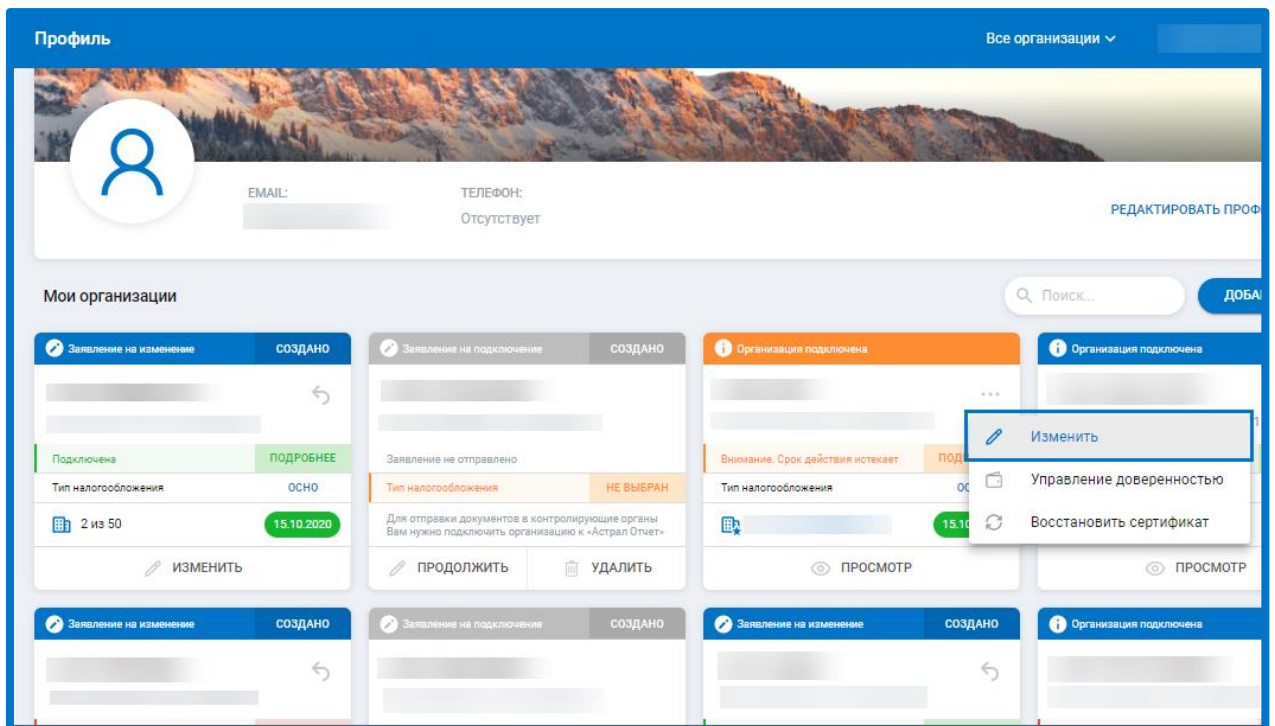 Профиль
Все организации
EMAIL:
ТЕЛЕФОН:
Отсутствует
РЕДАКТИРОВАТЬ ПРОФ
Мои организации
Поиск...
ДОБА
Заявление на изменение СОЗДАНО
Подключена ПОДРОБНЕЕ
Тип налогообложения ОСНО
2 из 50 15.10.2020
ИЗМЕНИТЬ
Заявление на подключение СОЗДАНО
Заявление не отправлено
Тип налогообложения НЕ ВЫБРАН
Для отправки документов в контролирующие органы
Вам нужно подключить организацию к «Астрал Отчет»
ПРОДОЛЖИТЬ УДАЛИТЬ
Организация подключена
Внимание. Срок действия истекает ПОД
Тип налогообложения ОС
15.10
ПРОСМОТР
Организация подключена
Изменить
Управление доверенностью
Восстановить сертификат
ПРОСМОТР
Заявление на изменение СОЗДАНО
Заявление на подключение СОЗДАНО
Заявление на изменение СОЗДАНО
Организация подключена